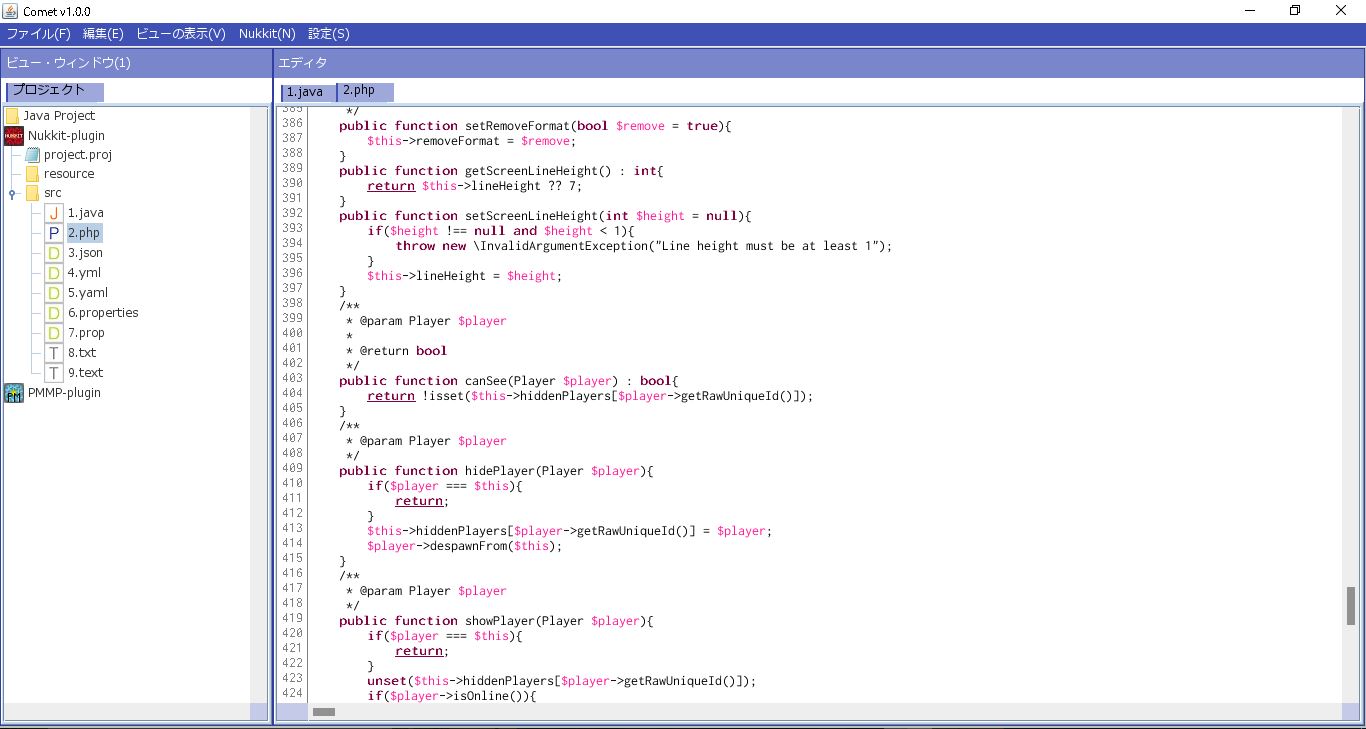 Comet v1.0.0
ファイル(F) 編集(E) ビューの表示(V) Nukkit(N) 設定(S)
ビュー・ウィンドウ(1)
プロジェクト
Java Project
Nukkit-plugin
project.proj
resource
src
J 1.java
P 2.php
D 3.json
D 4.yml
D 5.yaml
D 6.properties
D 7.prop
T 8.txt
T 9.text
PMMP-plugin
エディタ
1.java 2.php
385 */
386 public function setRemoveFormat(bool $remove = true){
387 $this->removeFormat = $remove;
388 }
389 public function getScreenLineHeight() : int{
390 return $this->lineHeight ?? 7;
391 }
392 public function setScreenLineHeight(int $height = null){
393 if($height !== null and $height < 1){
394 throw new \InvalidArgumentException("Line height must be at least 1");
395 }
396 $this->lineHeight = $height;
397 }
398 /**
399 * @param Player $player
400 *
401 * @return bool
402 */
403 public function canSee(Player $player) : bool{
404 return !isset($this->hiddenPlayers[$player->getRawUniqueId()]);
405 }
406 /**
407 * @param Player $player
408 */
409 public function hidePlayer(Player $player){
410 if($player === $this){
411 return;
412 }
413 $this->hiddenPlayers[$player->getRawUniqueId()] = $player;
414 $player->despawnFrom($this);
415 }
416 /**
417 * @param Player $player
418 */
419 public function showPlayer(Player $player){
420 if($player === $this){
421 return;
422 }
423 unset($this->hiddenPlayers[$player->getRawUniqueId()]);
424 if($player->isOnline()){